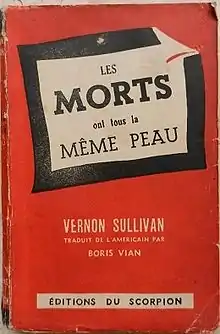 LES
MORTS
ont tous la
MÊME PEAU
VERNON SULLIVAN
TRADUIT DE L'AMERICAIN PAR
BORIS VIAN
ÉDITIONS DU SCORPION